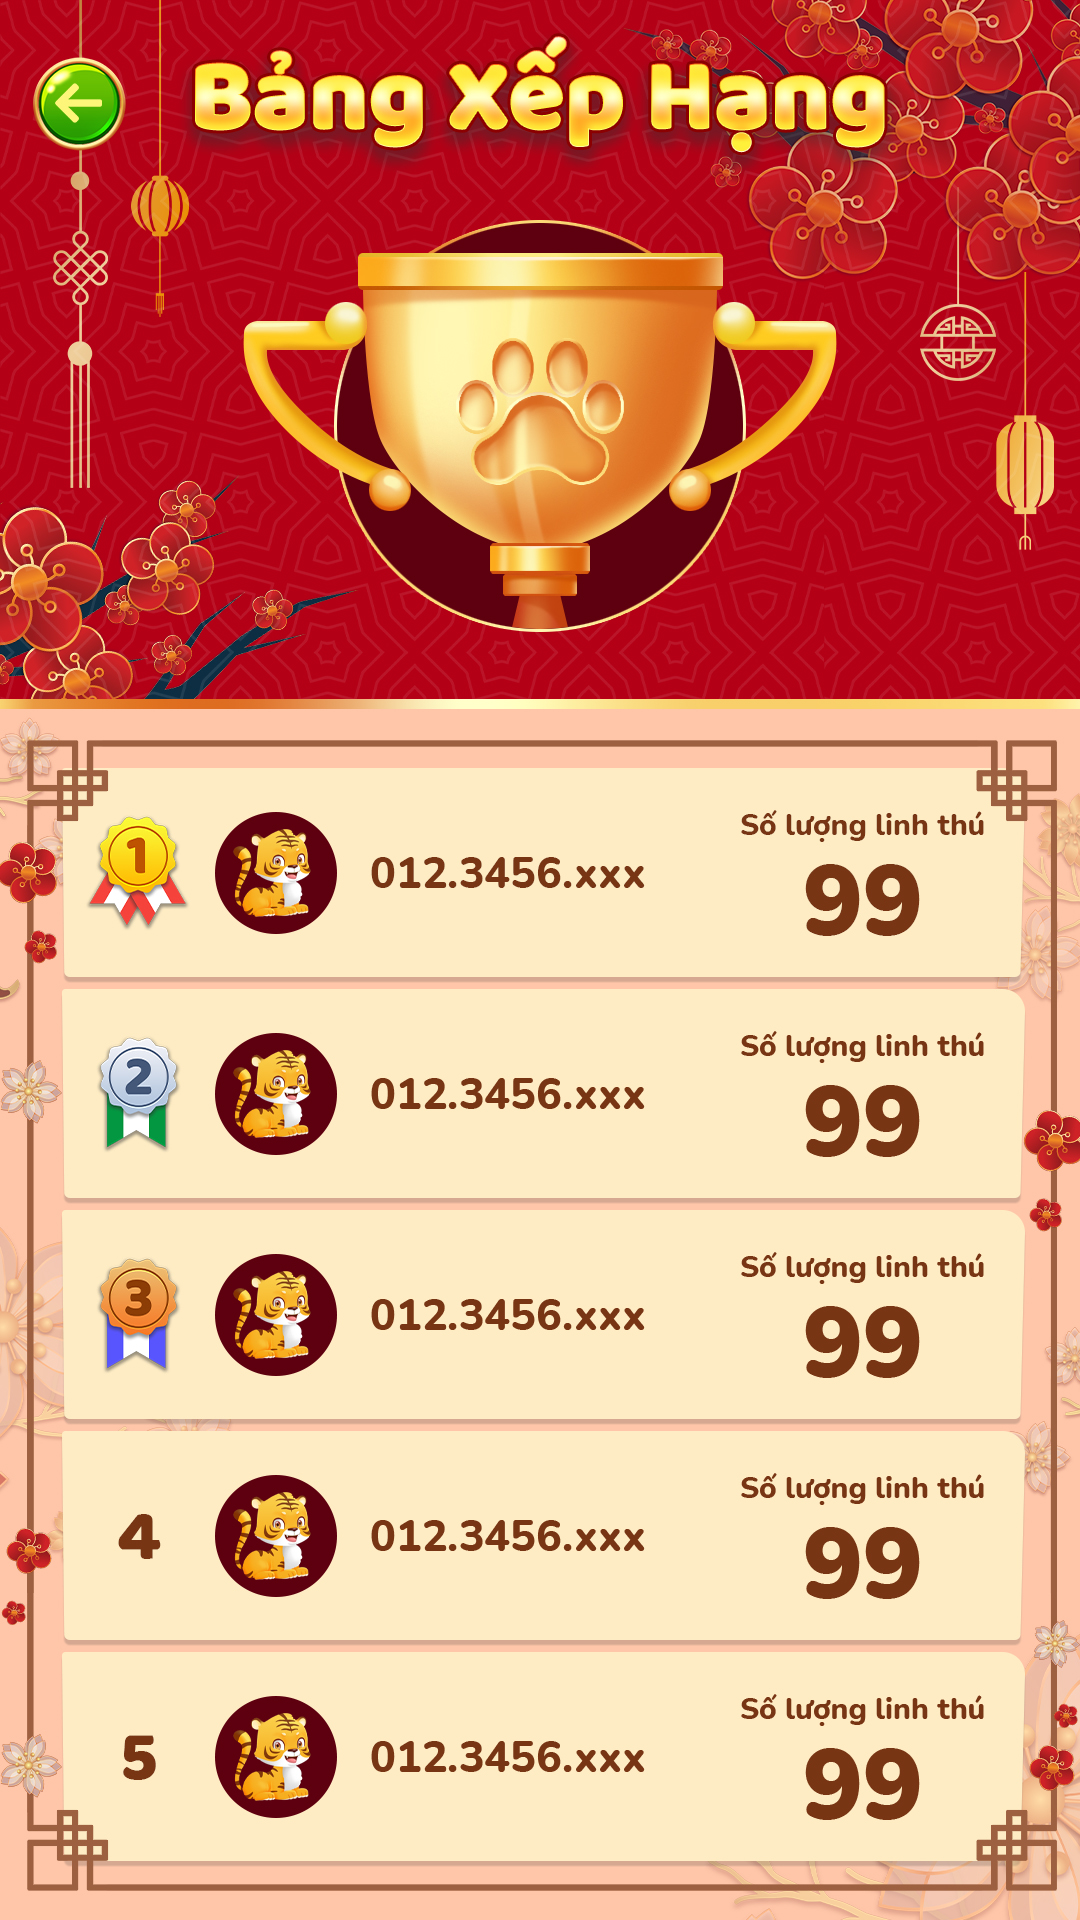 Bảng Xếp Hạng
1
012.3456.xxx
Số lượng linh thú
99
2
012.3456.xxx
Số lượng linh thú
99
3
012.3456.xxx
Số lượng linh thú
99
4
012.3456.xxx
Số lượng linh thú
99
5
012.3456.xxx
Số lượng linh thú
99